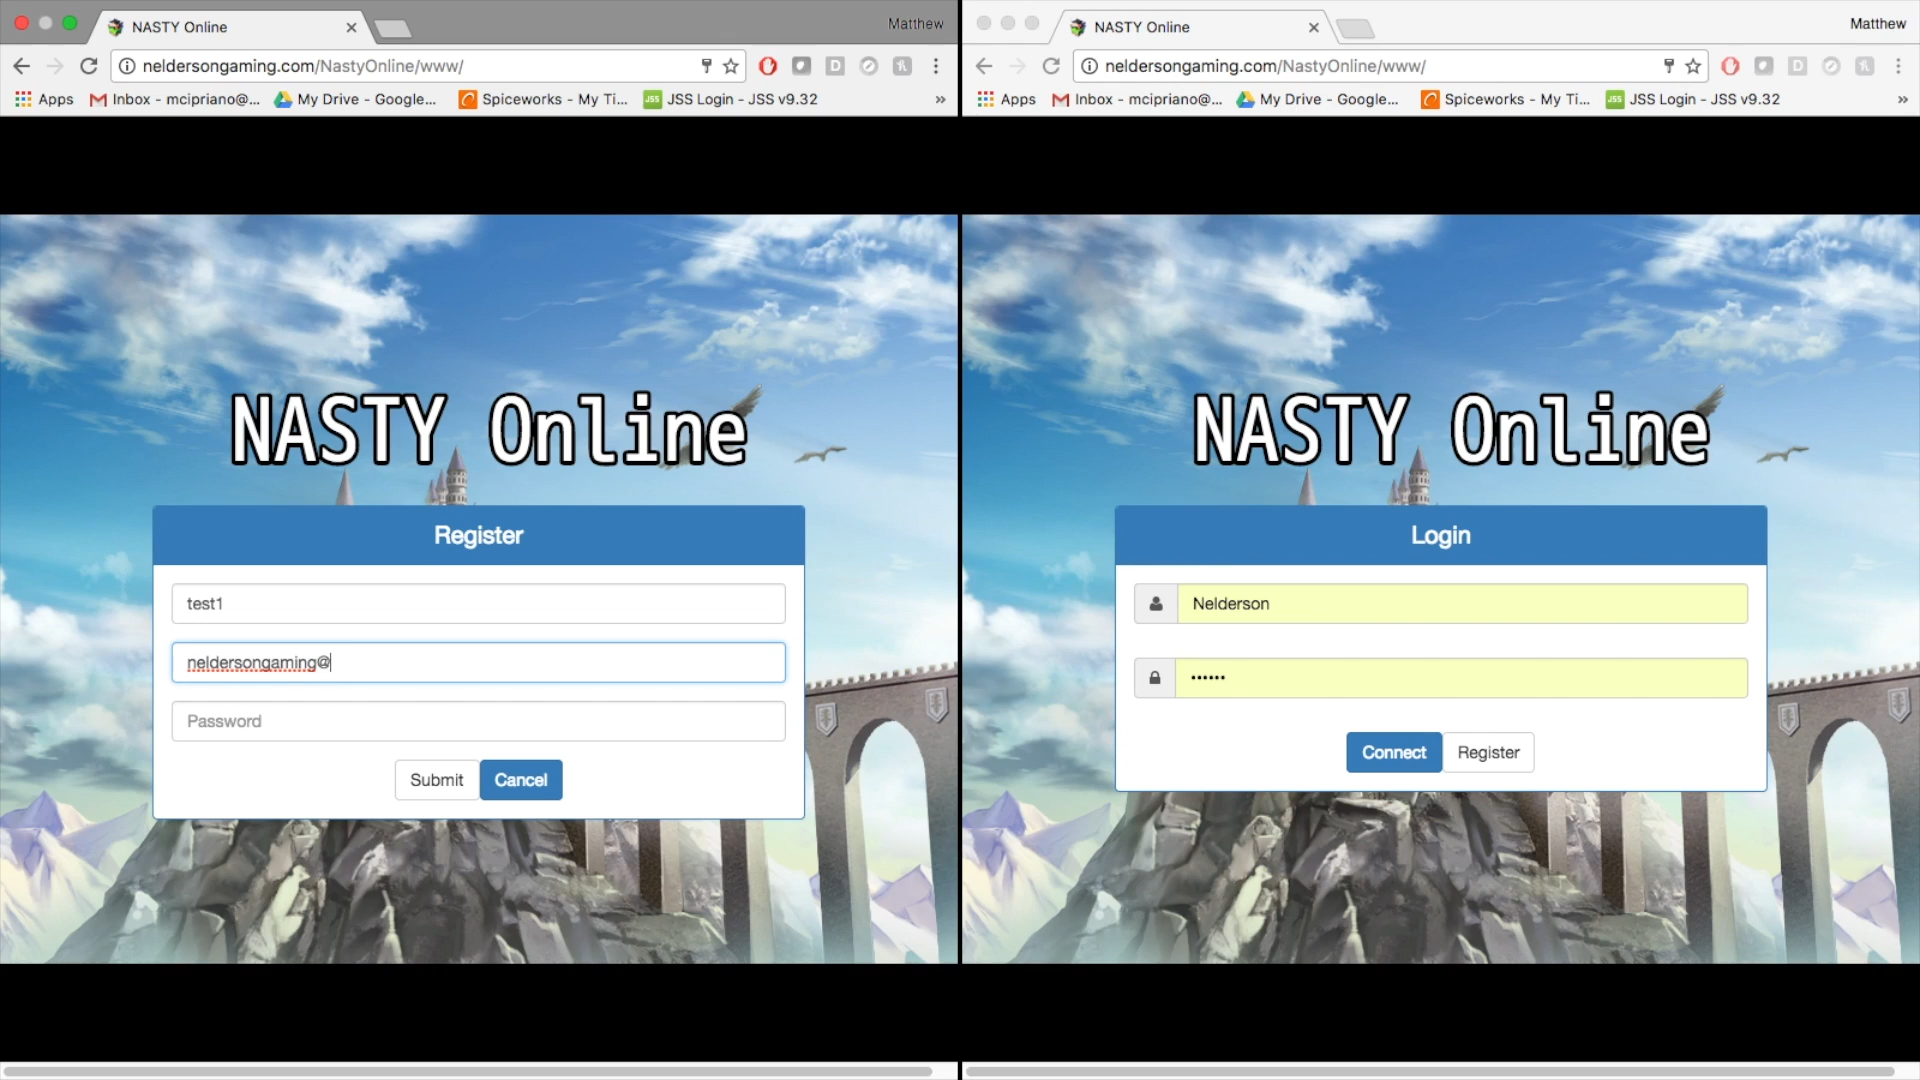 NASTY Online
Matthew
neldersongaming.com/NastyOnline/www/
Apps Inbox - mcipriano@... My Drive - Google... Spiceworks - My Ti... JSS JSS Login - JSS v9.32 »
NASTY Online
Register
test1
neldersongaming@
Password
Submit Cancel
NASTY Online
Matthew
neldersongaming.com/NastyOnline/www/
Apps Inbox - mcipriano@... My Drive - Google... Spiceworks - My Ti... JSS JSS Login - JSS v9.32 »
NASTY Online
Login
Nelderson
••••••
Connect Register